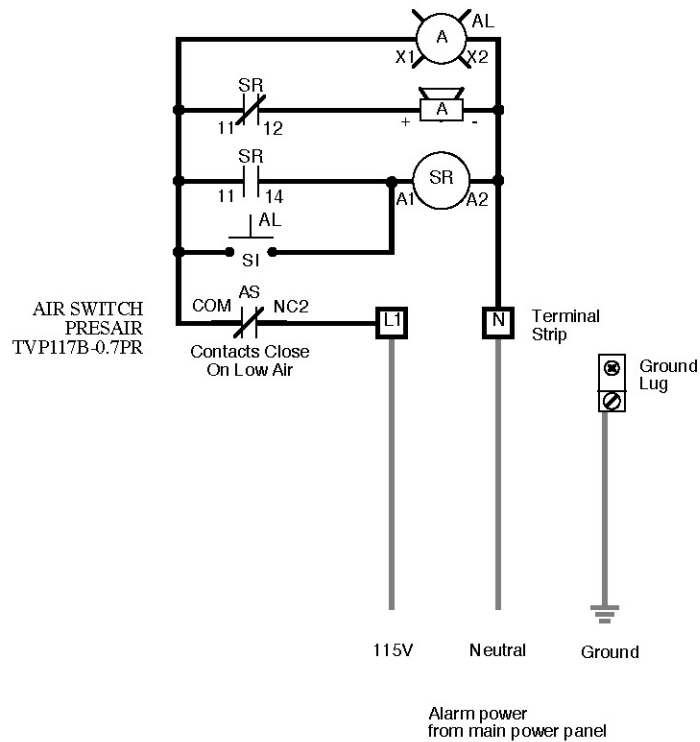 AL
A
X1 X2
SR
A
11 12
+ - -
SR
SR
11 14
A1 A2
AL
SI
AS
COM NC2
L1
N
AIR SWITCH
PRESAIR
TVP117B-0.7PR
Contacts Close
On Low Air
Terminal
Strip
Ground
Lug
115V
Neutral
Ground
Alarm power
from main power panel